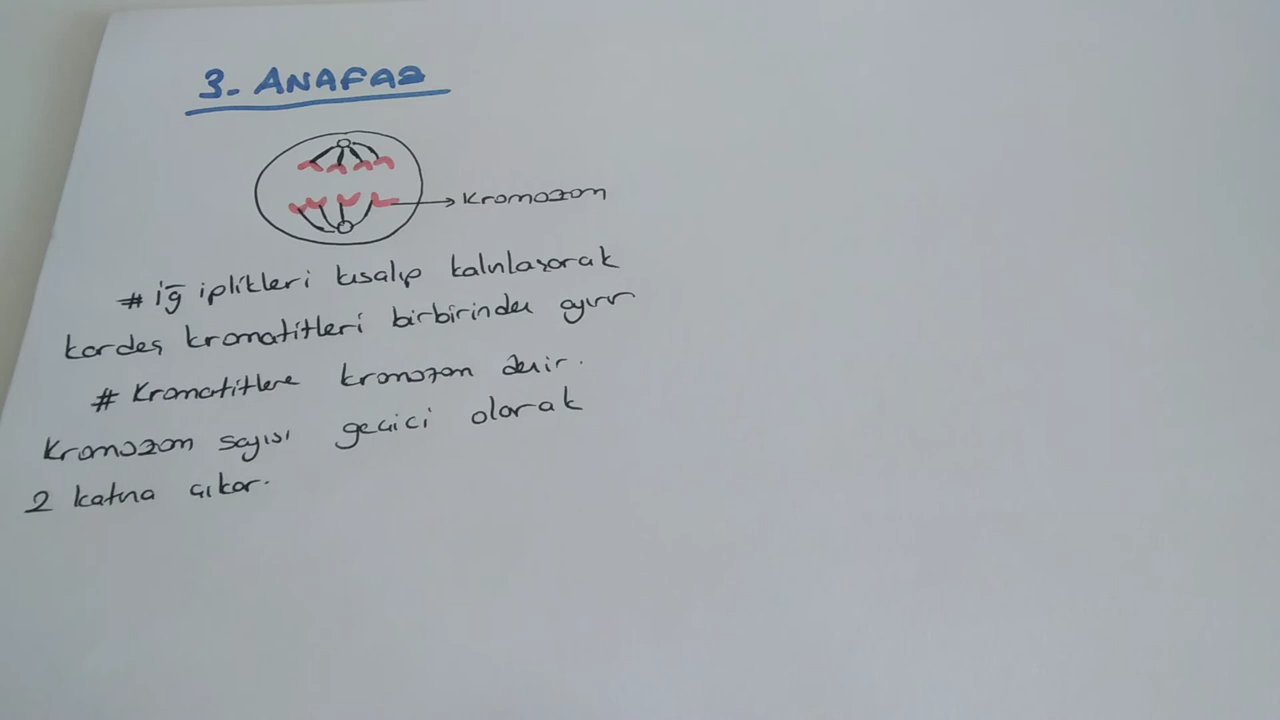 3. ANAFAZ
Kromozom
# iğ iplikleri kısalıp kalınlaşarak
kardeş kromatitleri birbirinden ayırır
# Kromatitlere kromozom denir.
Kromozom sayısı geçici olarak
2 katına çıkar.